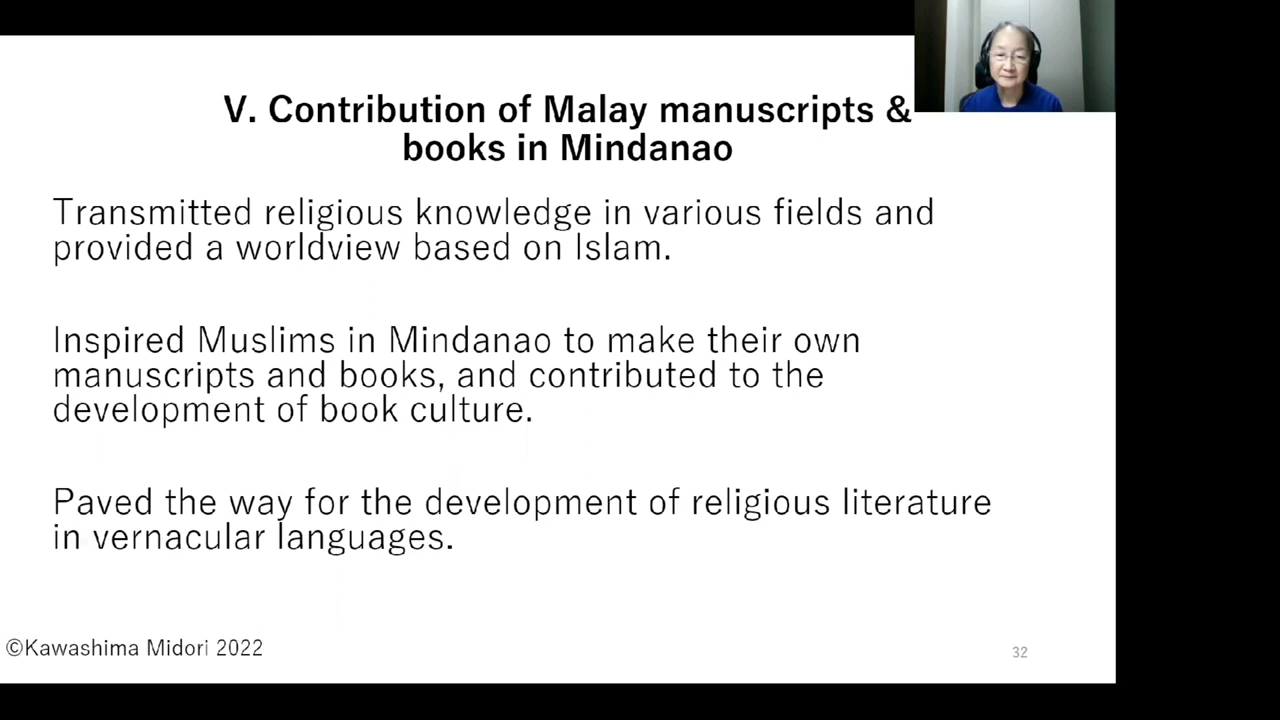 V. Contribution of Malay manuscripts &
books in Mindanao
Transmitted religious knowledge in various fields and
provided a worldview based on Islam.
Inspired Muslims in Mindanao to make their own
manuscripts and books, and contributed to the
development of book culture.
Paved the way for the development of religious literature
in vernacular languages.
©Kawashima Midori 2022
32